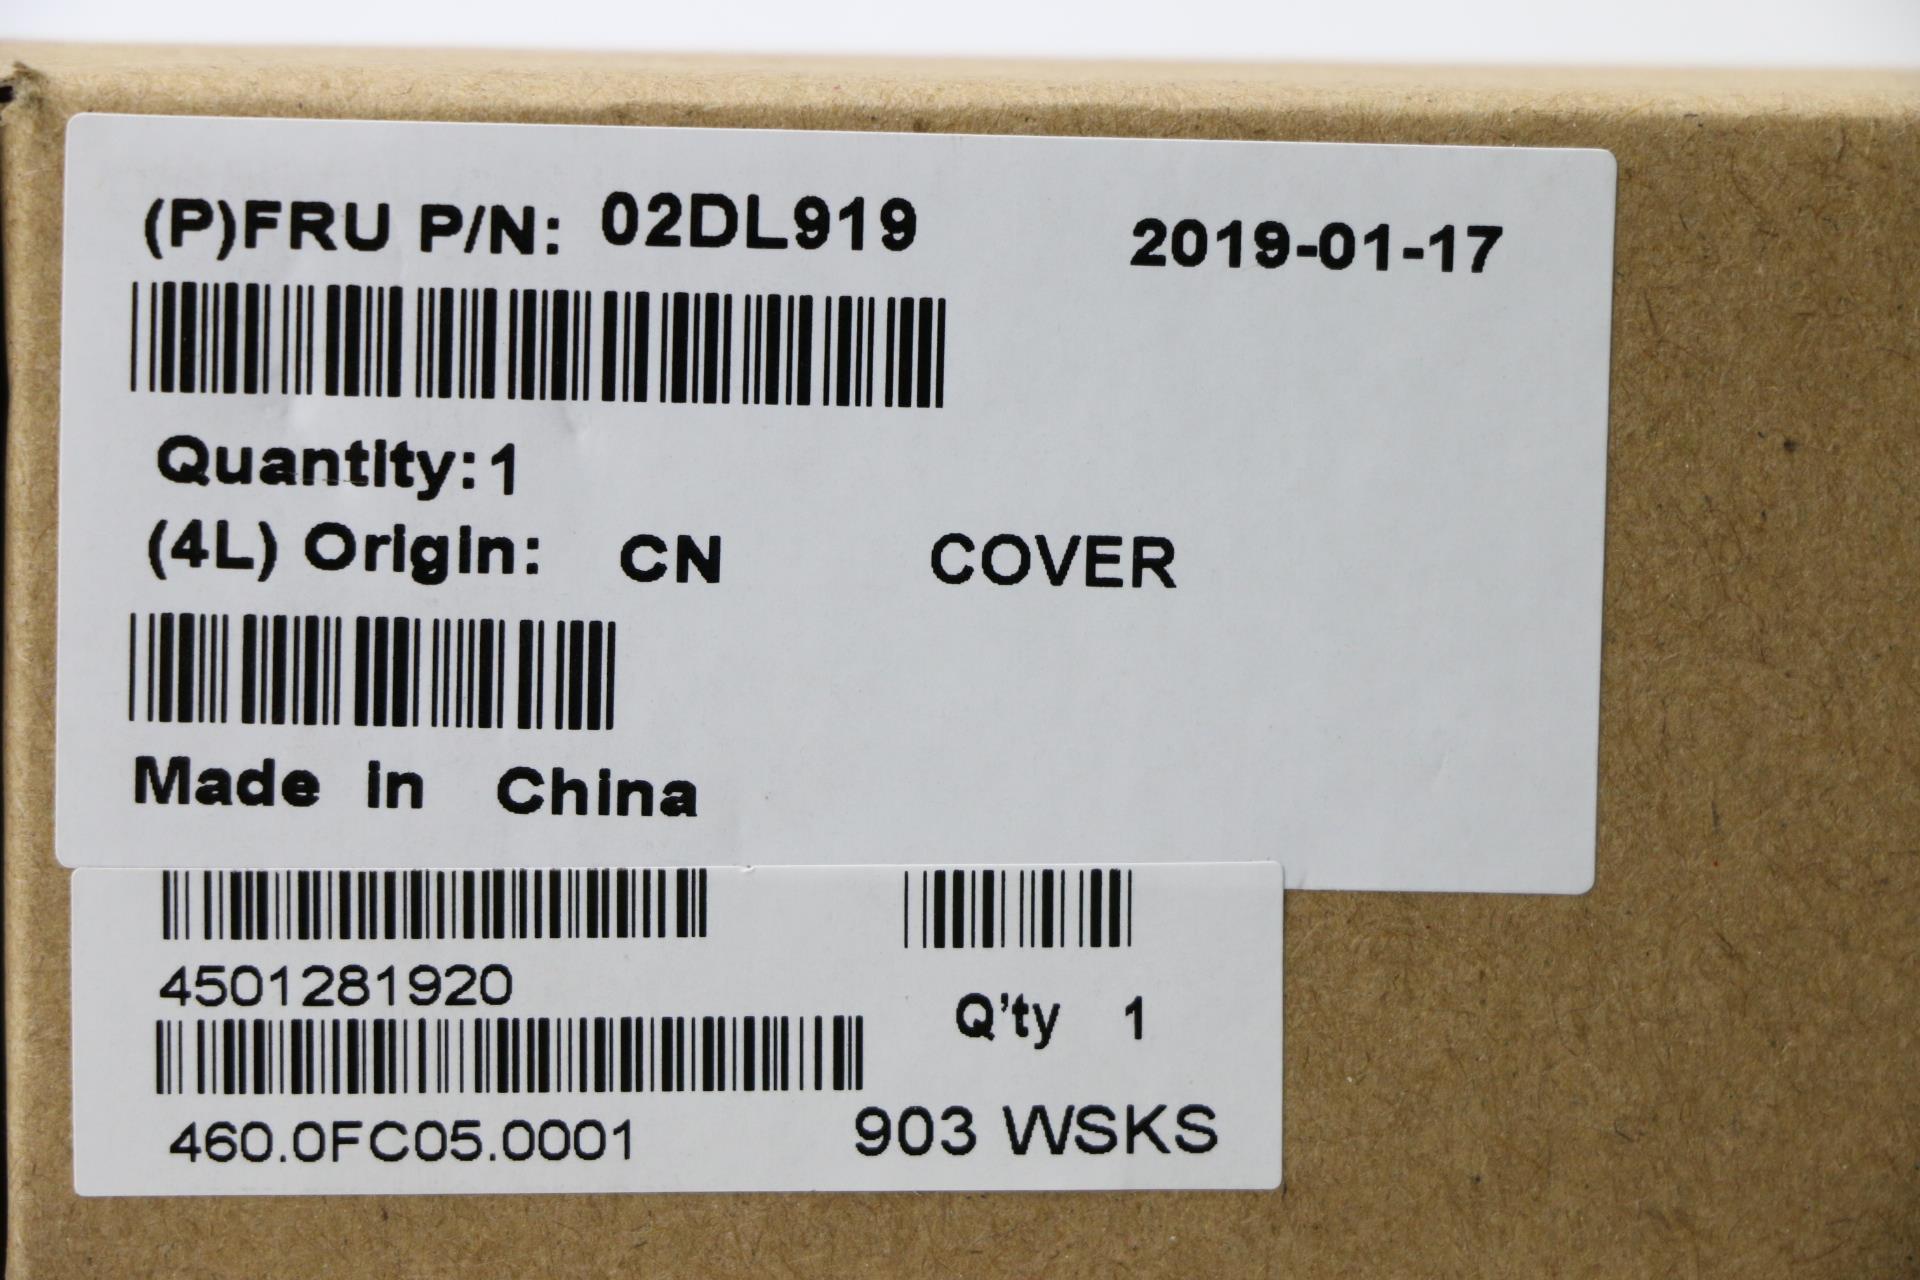 (P)FRU P/N: 02DL919 2019-01-17
Quantity:1
(4L) Origin: CN COVER
Made in China
4501281920
Q'ty 1
460.0FC05.0001 903 WSKS